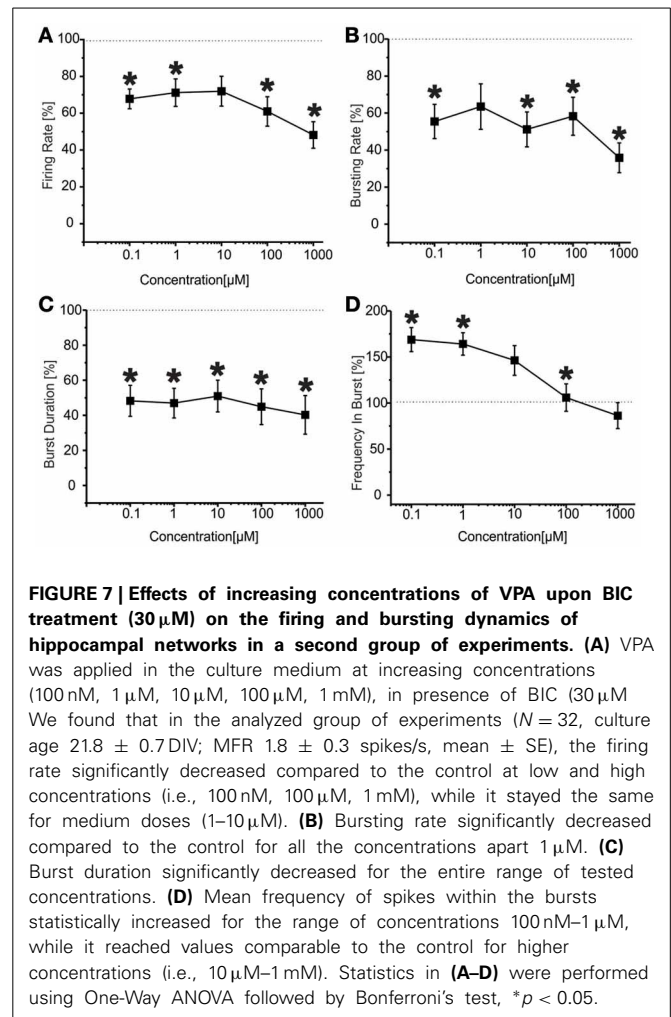 A
B
100
80
60
40
20
0
Firing Rate [%]
0.1 1 10 100 1000
Concentration[µM]
* * * *
100
80
60
40
20
0
Bursting Rate [%]
0.1 1 10 100 1000
Concentration[µM]
* * * *
C
D
100
80
60
40
20
0
Burst Duration [%]
0.1 1 10 100 1000
Concentration[µM]
* * * * *
200
150
100
50
0
Frequency In Burst [%]
0.1 1 10 100 1000
Concentration[µM]
* * *
FIGURE 7 | Effects of increasing concentrations of VPA upon BIC
treatment (30 µM) on the firing and bursting dynamics of
hippocampal networks in a second group of experiments. (A) VPA
was applied in the culture medium at increasing concentrations
(100 nM, 1 µM, 10 µM, 100 µM, 1 mM), in presence of BIC (30 µM
We found that in the analyzed group of experiments (N = 32, culture
age 21.8 ± 0.7 DIV; MFR 1.8 ± 0.3 spikes/s, mean ± SE), the firing
rate significantly decreased compared to the control at low and high
concentrations (i.e., 100 nM, 100 µM, 1 mM), while it stayed the same
for medium doses (1–10 µM). (B) Bursting rate significantly decreased
compared to the control for all the concentrations apart 1 µM. (C)
Burst duration significantly decreased for the entire range of tested
concentrations. (D) Mean frequency of spikes within the bursts
statistically increased for the range of concentrations 100 nM–1 µM,
while it reached values comparable to the control for higher
concentrations (i.e., 10 µM–1 mM). Statistics in (A–D) were performed
using One-Way ANOVA followed by Bonferroni's test, *p < 0.05.